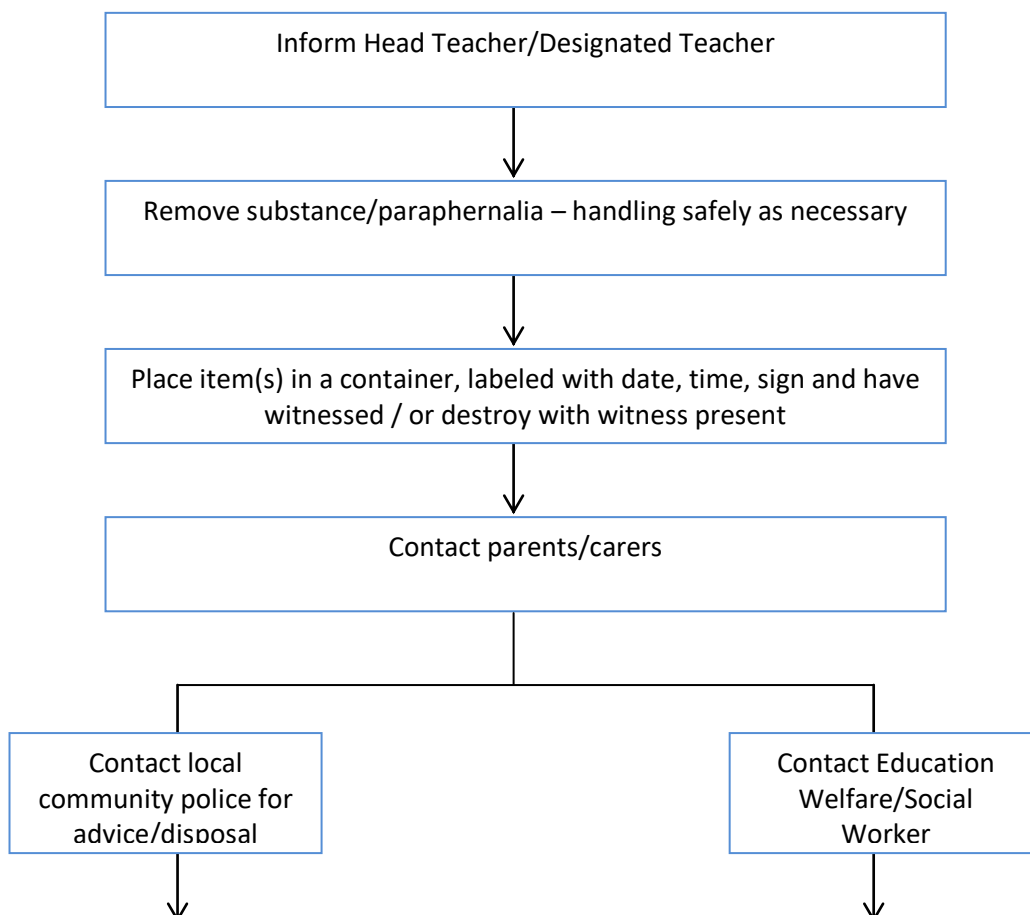 Inform Head Teacher/Designated Teacher
Remove substance/paraphernalia – handling safely as necessary
Place item(s) in a container, labeled with date, time, sign and have
witnessed / or destroy with witness present
Contact parents/carers
Contact local
community police for
advice/disposal
Contact Education
Welfare/Social
Worker